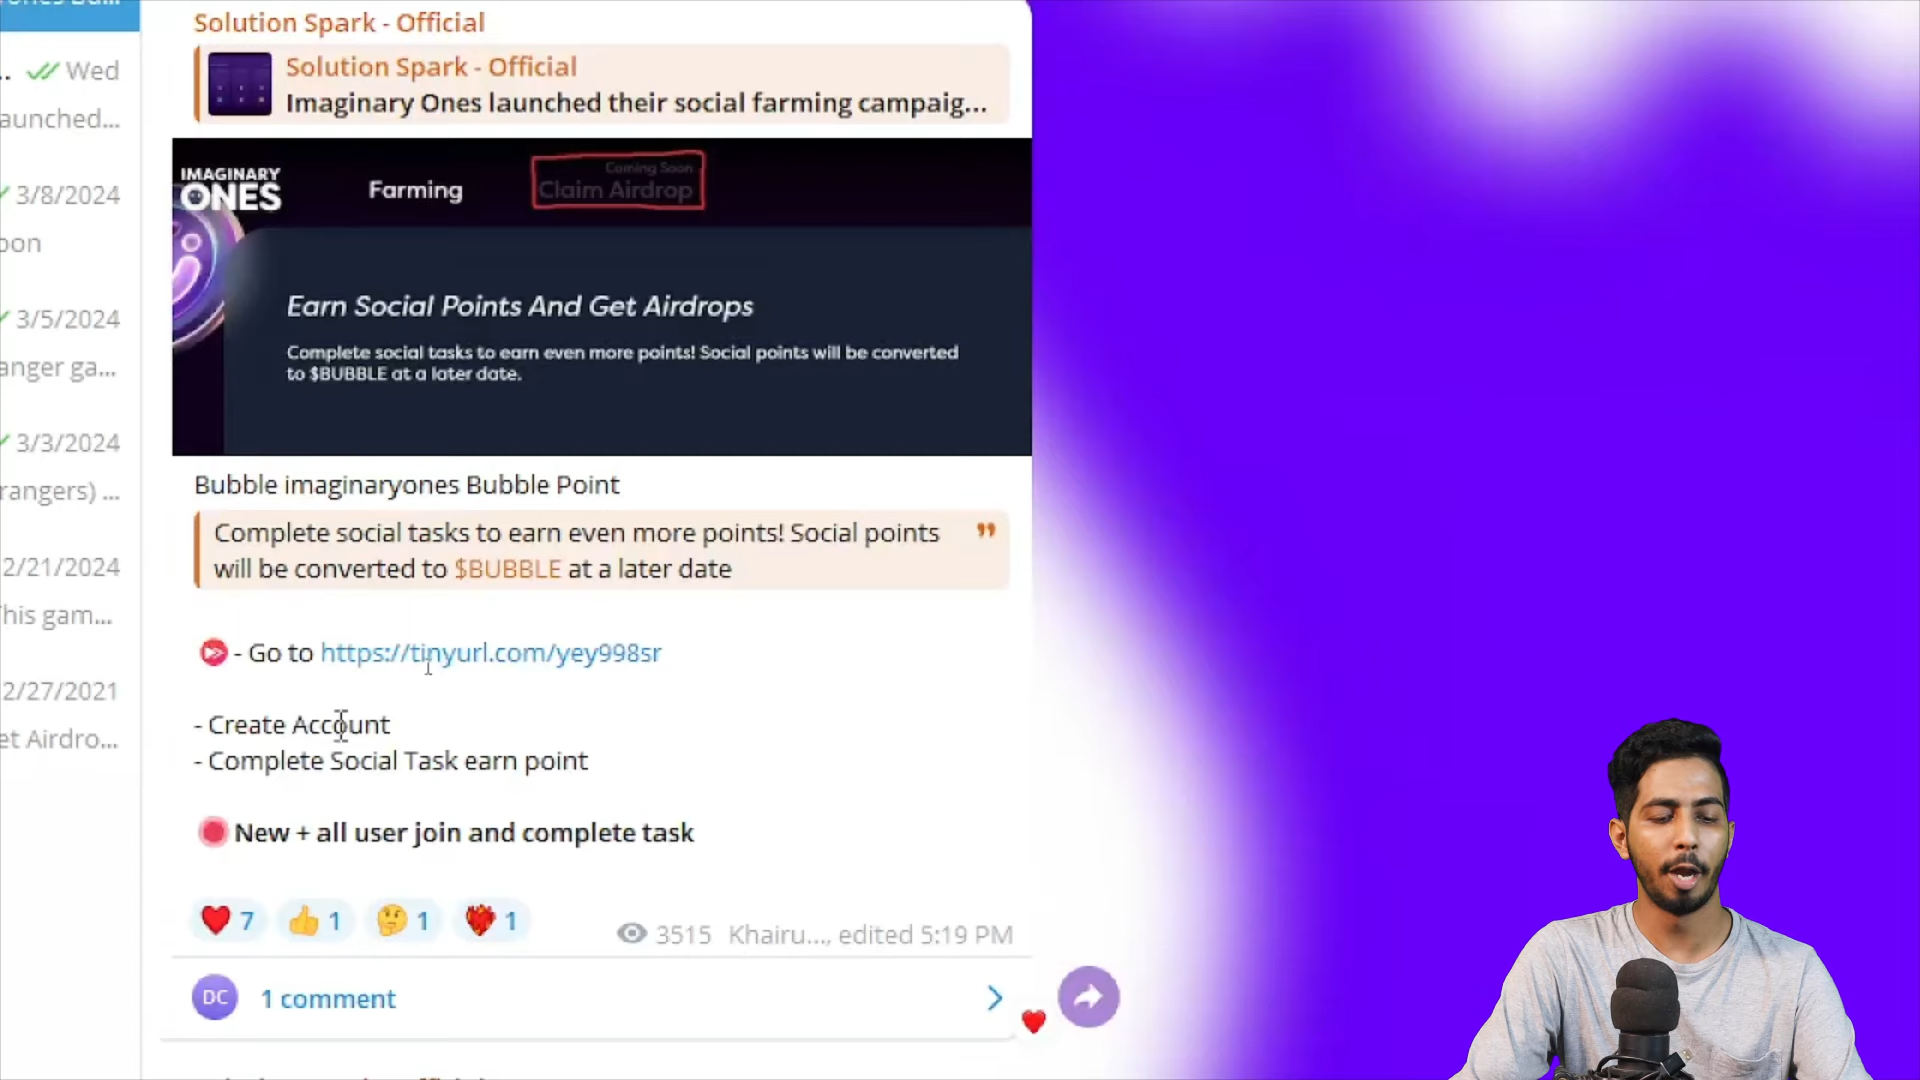 Solution Spark - Official
Solution Spark - Official
Imaginary Ones launched their social farming campaig...
IMAGINARY
ONES
Farming
Coming Soon
Claim Airdrop
Earn Social Points And Get Airdrops
Complete social tasks to earn even more points! Social points will be converted
to $BUBBLE at a later date.
Bubble imaginaryones Bubble Point
Complete social tasks to earn even more points! Social points
will be converted to $BUBBLE at a later date
- Go to https://tinyurl.com/yey998sr
- Create Account
- Complete Social Task earn point
New + all user join and complete task
7 1 1 1
3515 Khairu..., edited 5:19 PM
DC 1 comment
... Wed
aunched...
3/8/2024
oon
3/5/2024
anger ga...
3/3/2024
rangers) ...
2/21/2024
his gam...
2/27/2021
et Airdro...